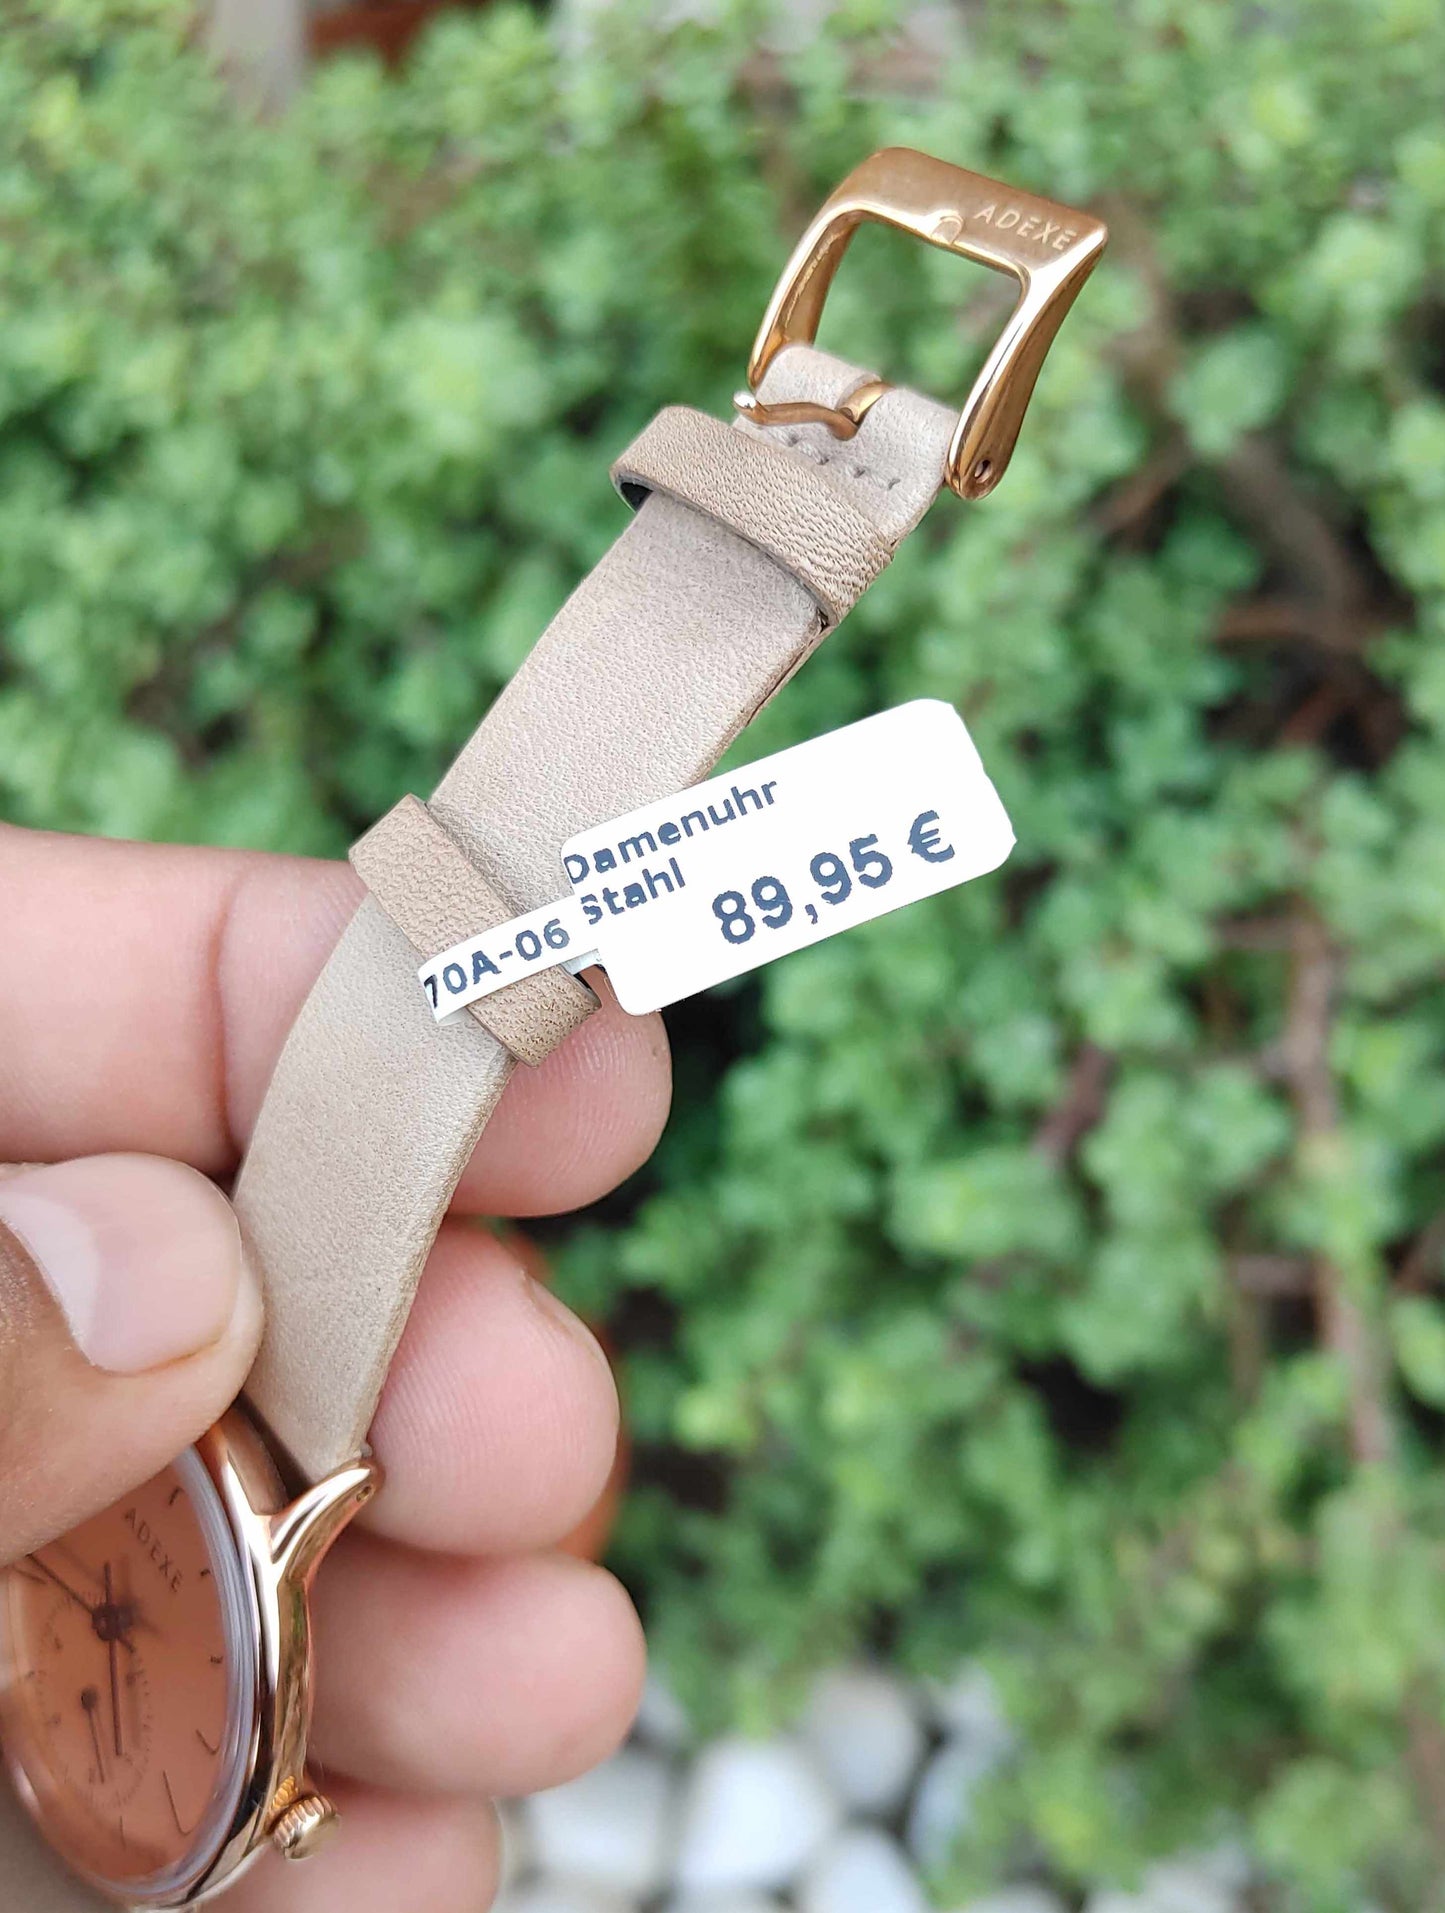 ADEXE
Damenuhr
Stahl
89,95 €
70A-06
ADEXE